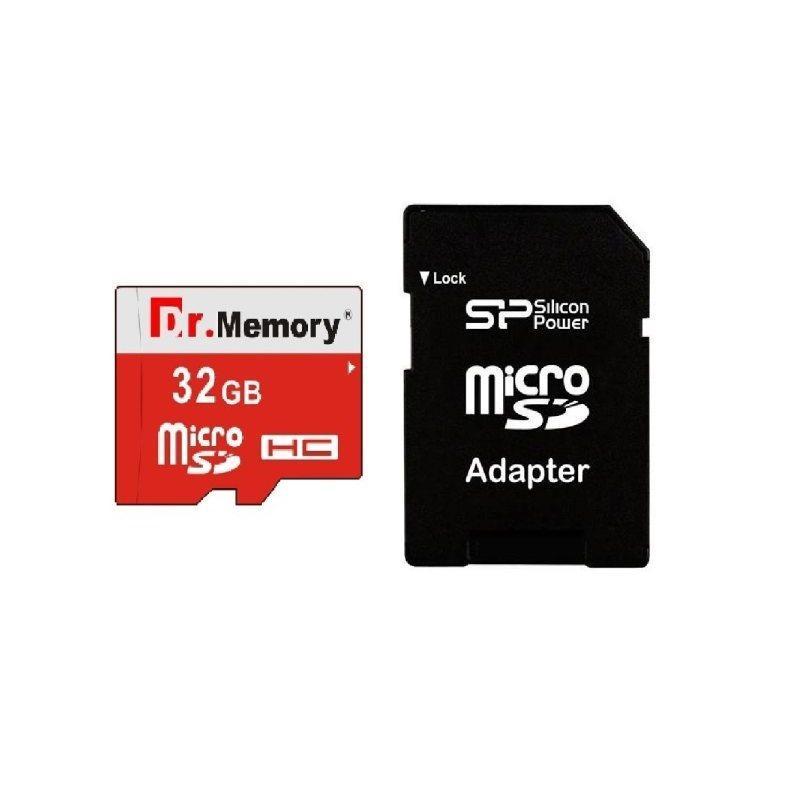 Dr.Memory®
32GB
Micro
SD HC
▼Lock
SP Silicon
Power
Micro
SD
Adapter